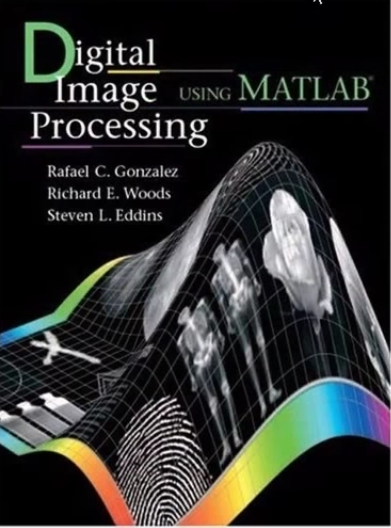 Digital
Image USING MATLAB®
Processing
Rafael C. Gonzalez
Richard E. Woods
Steven L. Eddins